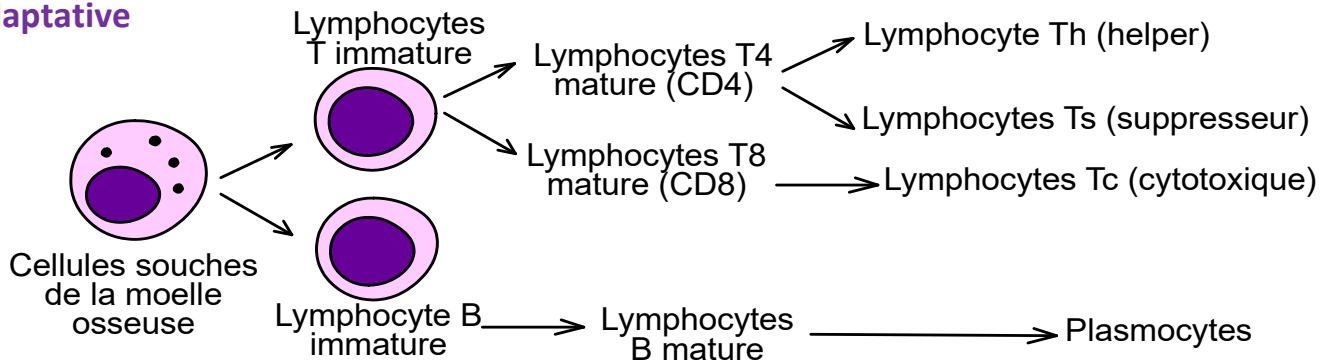 aptative
Lymphocytes
T immature
Lymphocytes T4
mature (CD4)
Lymphocyte Th (helper)
Lymphocytes Ts (suppresseur)
Lymphocytes T8
mature (CD8)
Lymphocytes Tc (cytotoxique)
Cellules souches
de la moelle
osseuse
Lymphocyte B
immature
Lymphocytes
B mature
Plasmocytes